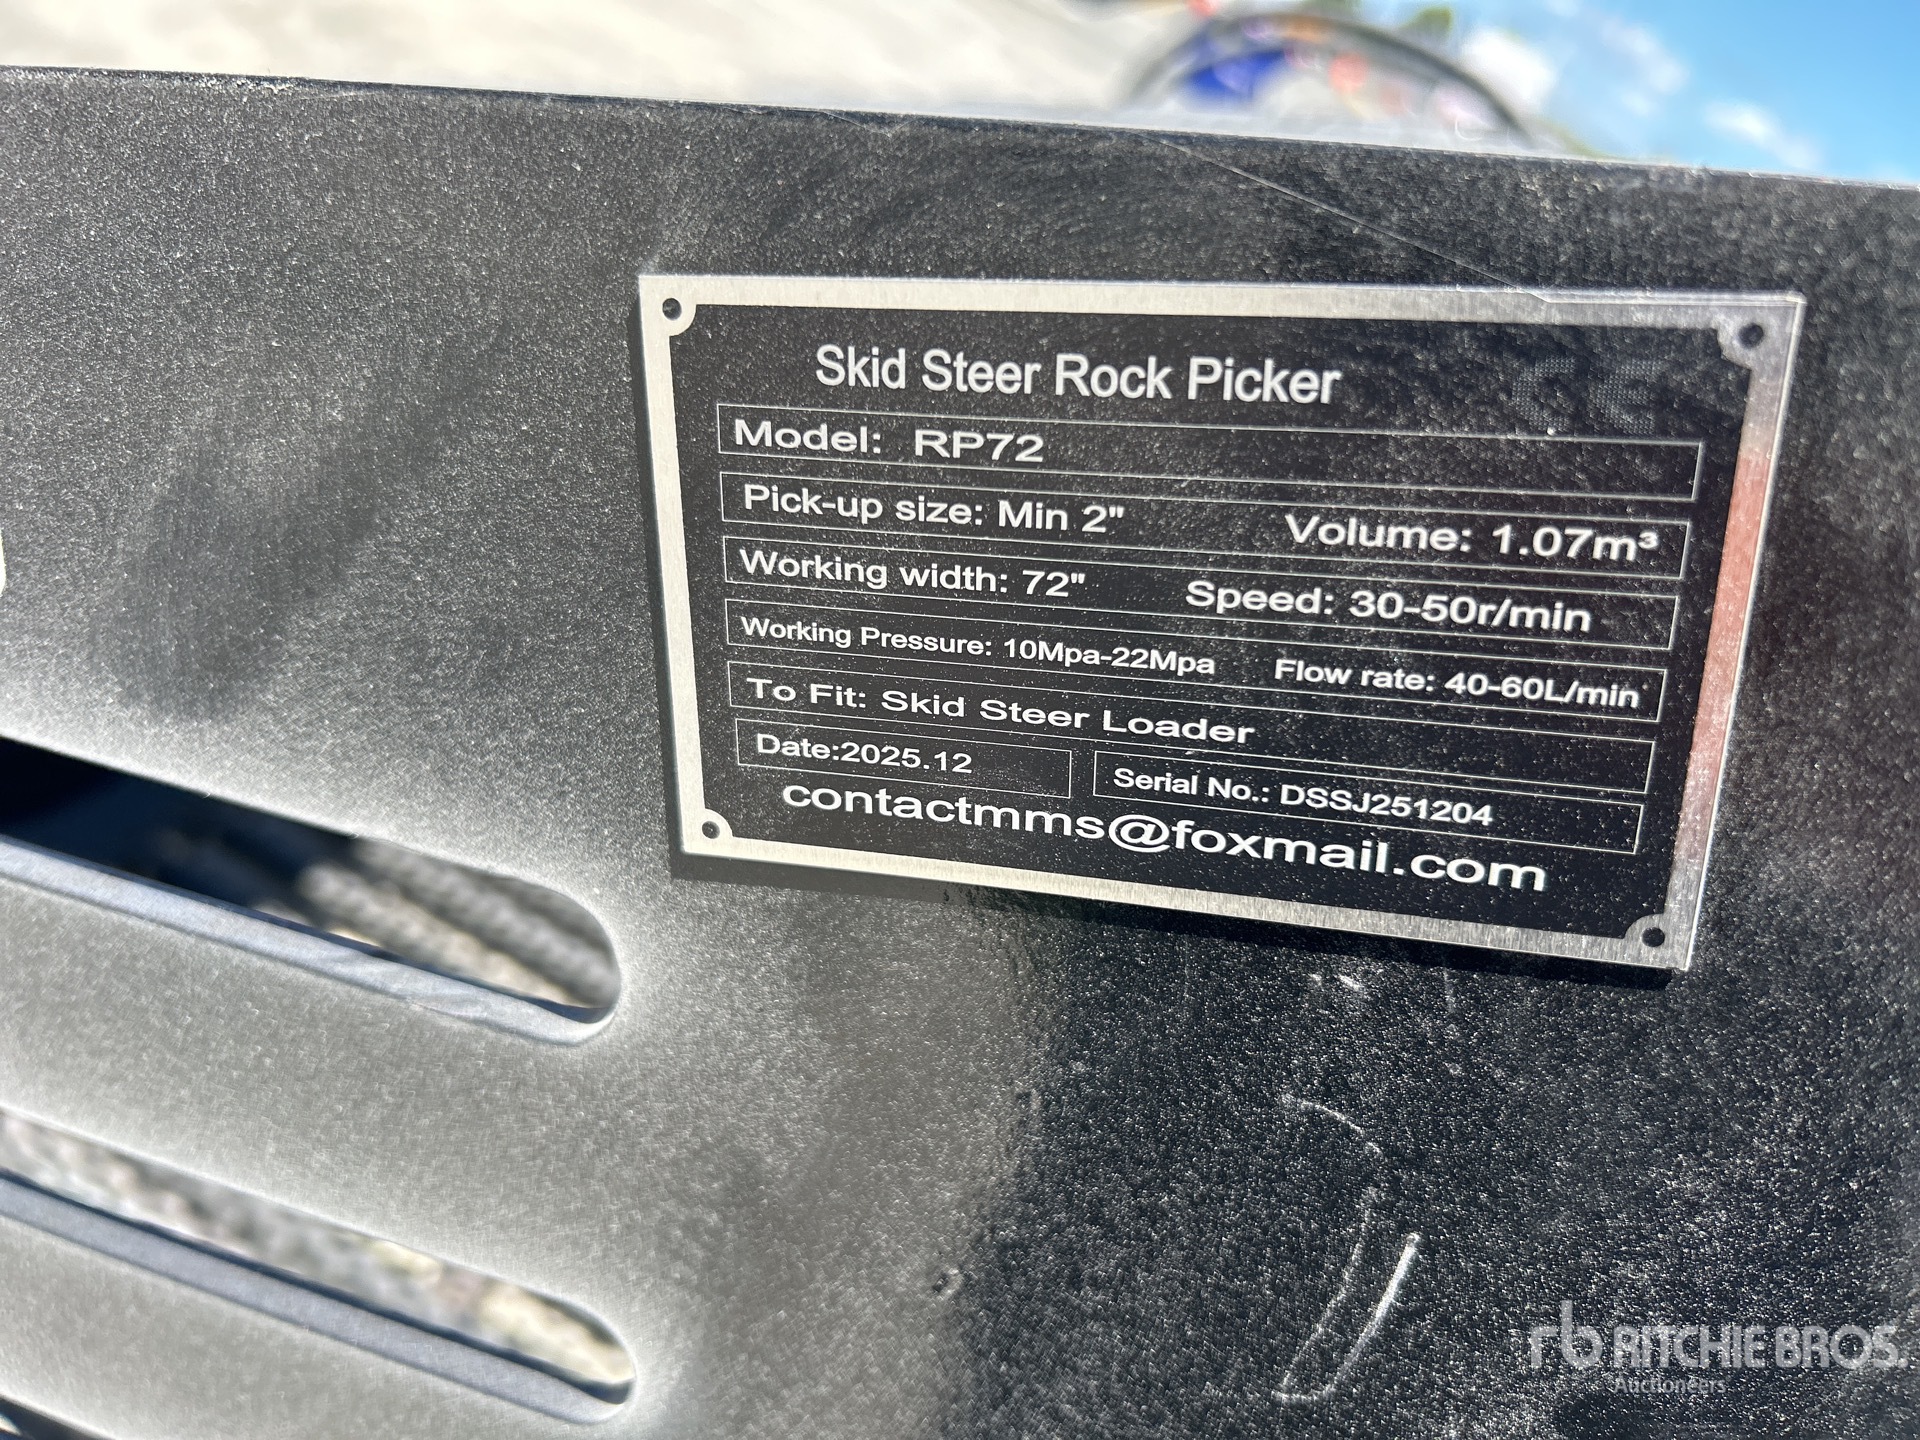 Skid Steer Rock Picker
CE
Model: RP72
Pick-up size: Min 2" Volume: 1.07m³
Working width: 72" Speed: 30-50r/min
Working Pressure: 10Mpa-22Mpa Flow rate: 40-60L/min
To Fit: Skid Steer Loader
Date:2025.12 Serial No.: DSSJ251204
contactmms@foxmail.com
rb RITCHIE BROS.
Auctioneers